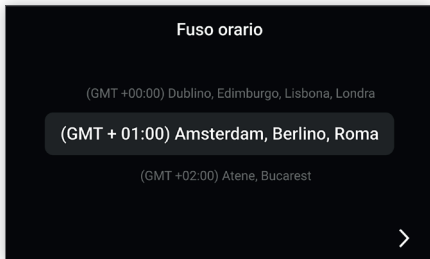 Fuso orario
(GMT +00:00) Dublino, Edimburgo, Lisbona, Londra
(GMT + 01:00) Amsterdam, Berlino, Roma
(GMT +02:00) Atene, Bucarest